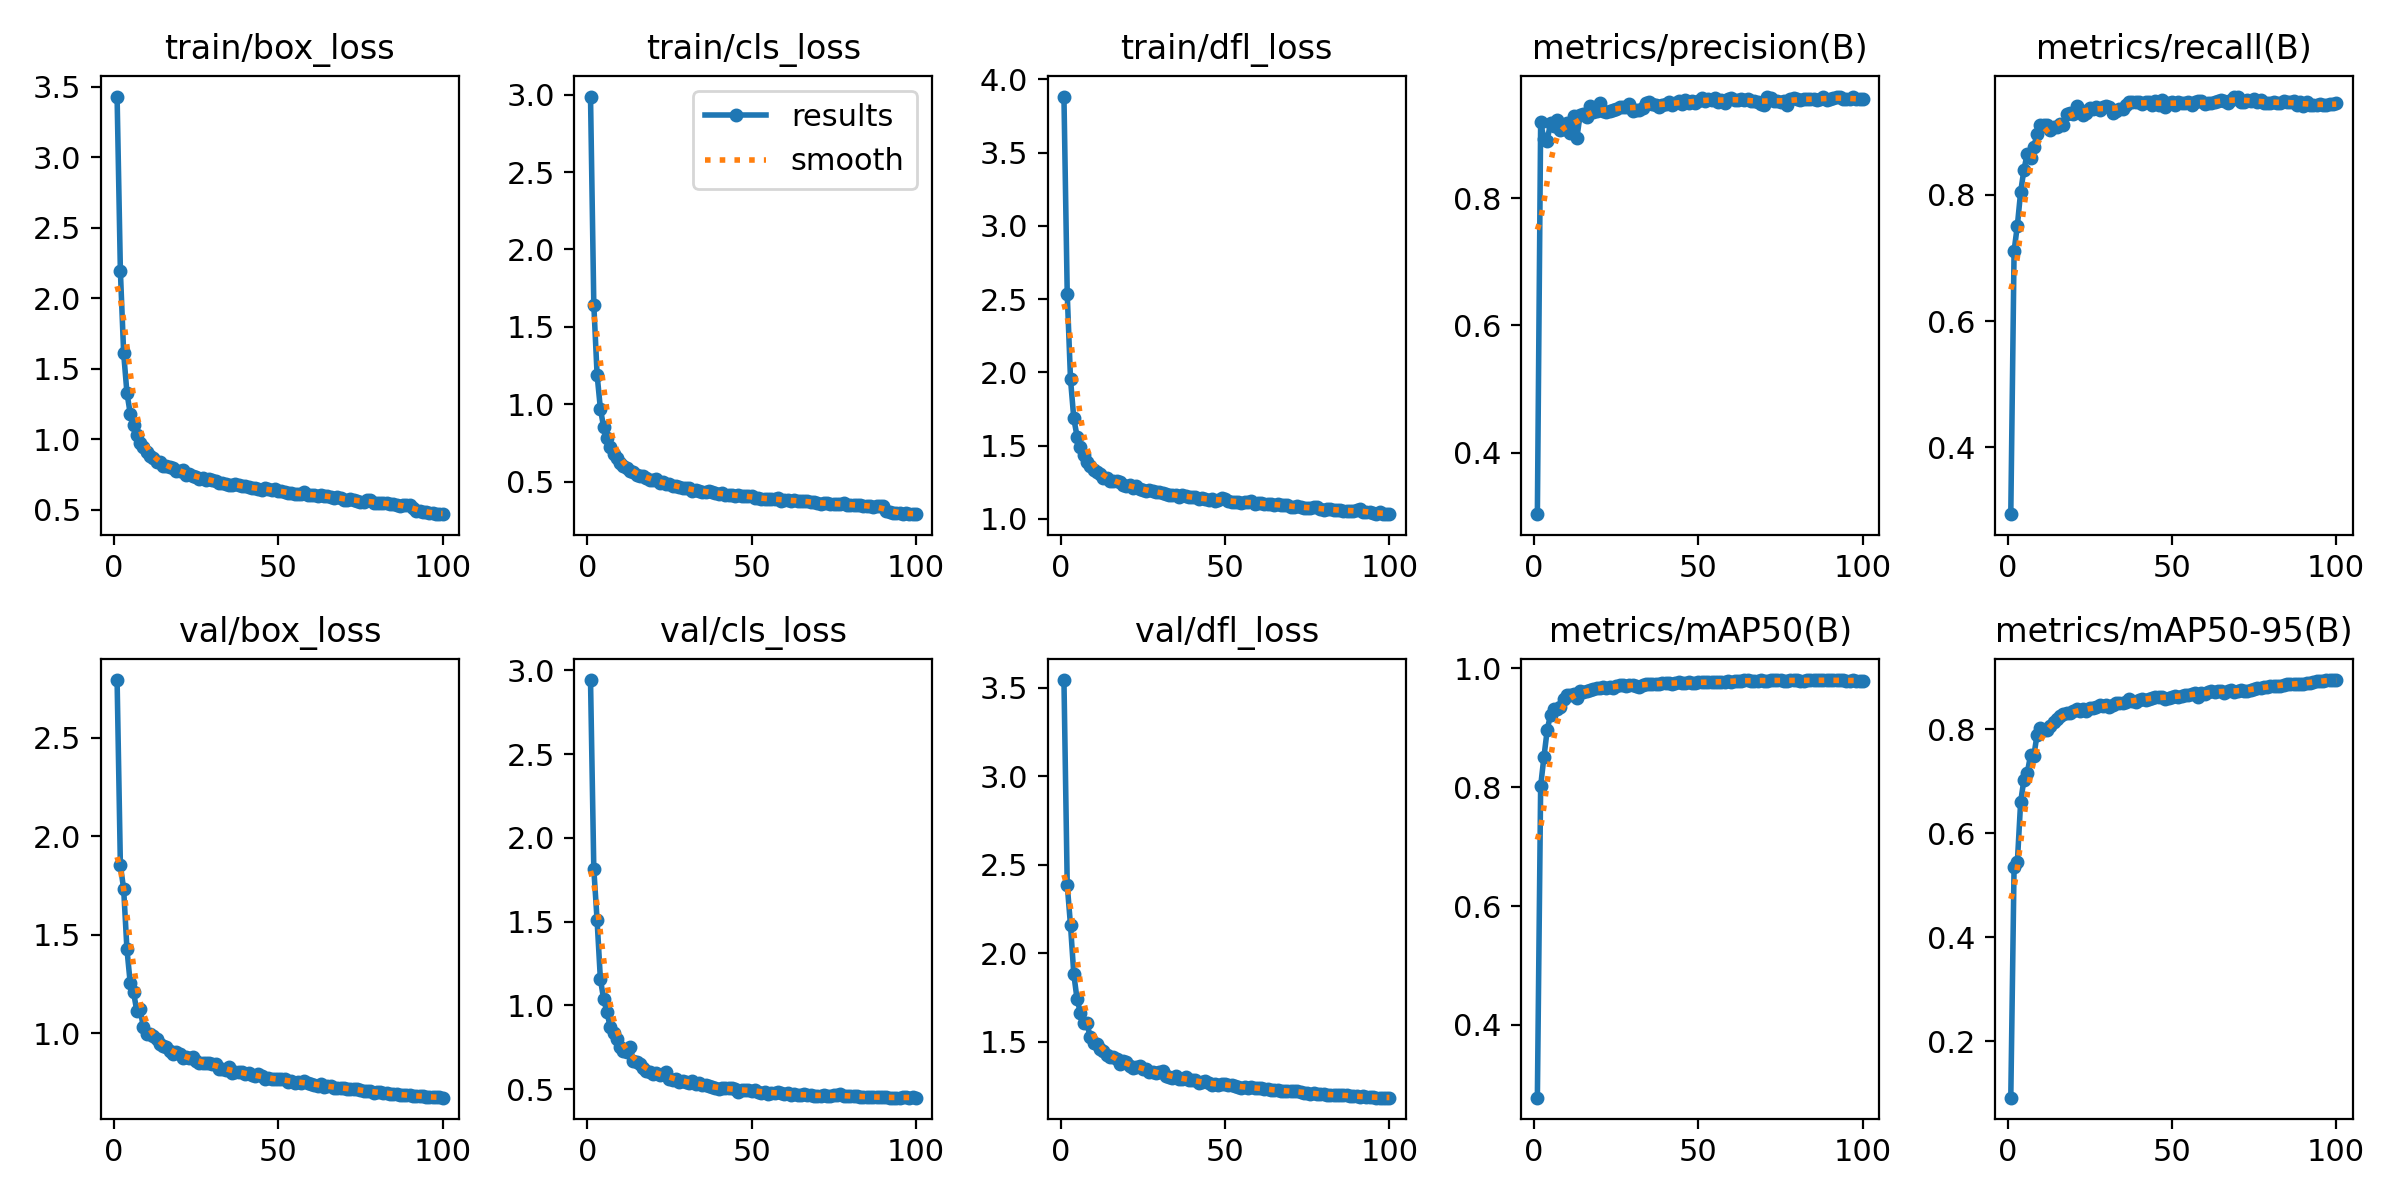 train/box_loss
3.5
3.0
2.5
2.0
1.5
1.0
0.5
0 50 100
train/cls_loss
results
smooth
3.0
2.5
2.0
1.5
1.0
0.5
0 50 100
train/dfl_loss
4.0
3.5
3.0
2.5
2.0
1.5
1.0
0 50 100
metrics/precision(B)
0.8
0.6
0.4
0 50 100
metrics/recall(B)
0.8
0.6
0.4
0 50 100
val/box_loss
2.5
2.0
1.5
1.0
0 50 100
val/cls_loss
3.0
2.5
2.0
1.5
1.0
0.5
0 50 100
val/dfl_loss
3.5
3.0
2.5
2.0
1.5
0 50 100
metrics/mAP50(B)
1.0
0.8
0.6
0.4
0 50 100
metrics/mAP50-95(B)
0.8
0.6
0.4
0.2
0 50 100